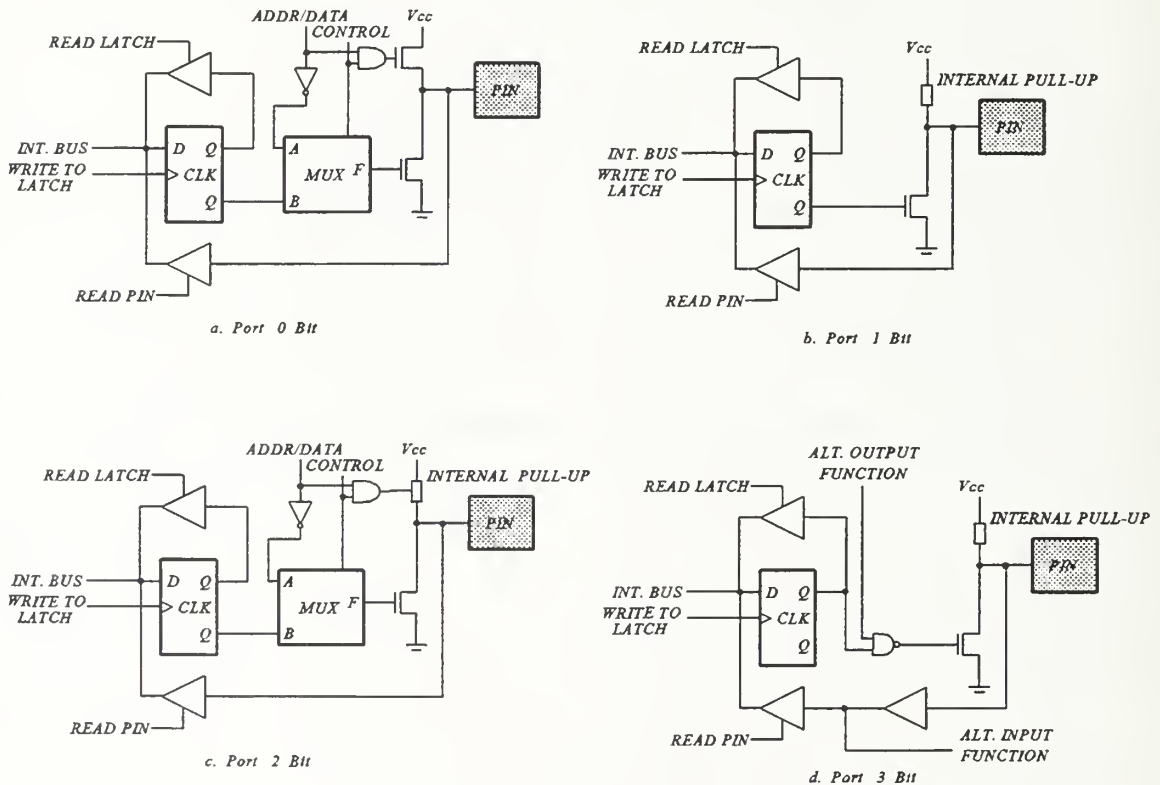 ADDR/DATA
CONTROL
Vcc
READ LATCH
PIN
INT. BUS
WRITE TO
LATCH
D
Q
CLK
Q
A
MUX
F
B
READ PIN
a. Port 0 Bit
READ LATCH
Vcc
INTERNAL PULL-UP
PIN
INT. BUS
WRITE TO
LATCH
D
Q
CLK
Q
READ PIN
b. Port 1 Bit
ADDR/DATA
CONTROL
Vcc
READ LATCH
INTERNAL PULL-UP
PIN
INT. BUS
WRITE TO
LATCH
D
Q
CLK
Q
A
MUX
F
B
READ PIN
c. Port 2 Bit
ALT. OUTPUT
FUNCTION
READ LATCH
Vcc
INTERNAL PULL-UP
PIN
INT. BUS
WRITE TO
LATCH
D
Q
CLK
Q
READ PIN
ALT. INPUT
FUNCTION
d. Port 3 Bit